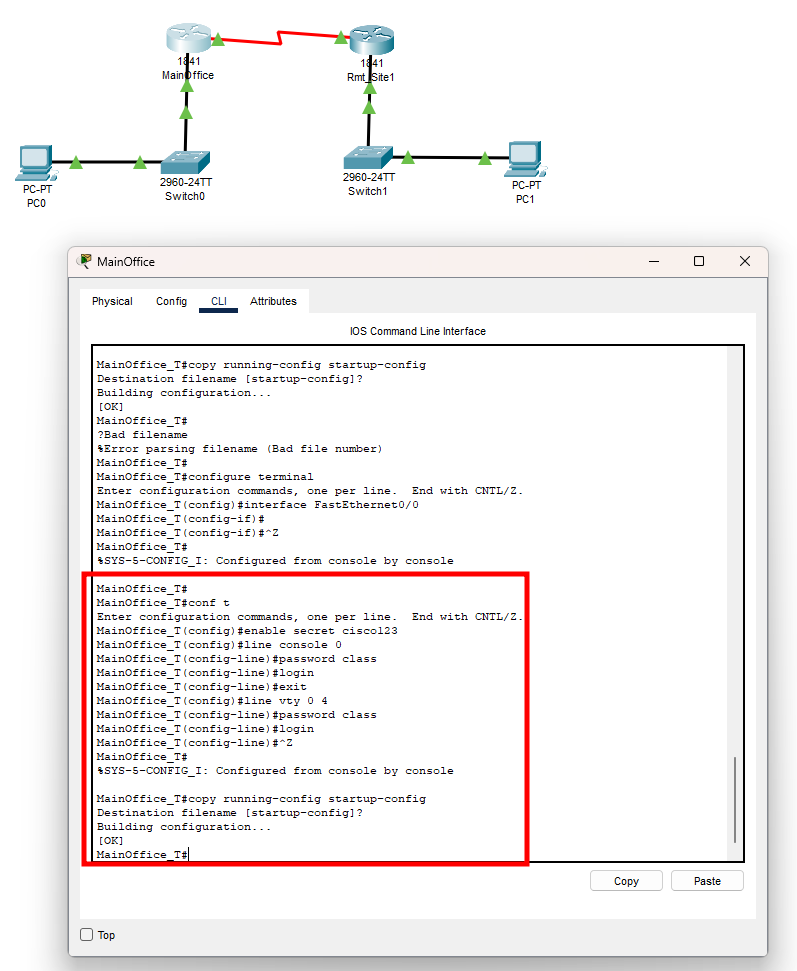 1841
MainOffice
1841
Rmt_Site1
PC-PT
PC0
2960-24TT
Switch0
2960-24TT
Switch1
PC-PT
PC1
MainOffice
Physical Config CLI Attributes
IOS Command Line Interface
MainOffice_T#copy running-config startup-config
Destination filename [startup-config]?
Building configuration...
[OK]
MainOffice_T#
?Bad filename
%Error parsing filename (Bad file number)
MainOffice_T#
MainOffice_T#configure terminal
Enter configuration commands, one per line.  End with CNTL/Z.
MainOffice_T(config)#interface FastEthernet0/0
MainOffice_T(config-if)#
MainOffice_T(config-if)#^Z
MainOffice_T#
%SYS-5-CONFIG_I: Configured from console by console
MainOffice_T#
MainOffice_T#conf t
Enter configuration commands, one per line.  End with CNTL/Z.
MainOffice_T(config)#enable secret cisco123
MainOffice_T(config)#line console 0
MainOffice_T(config-line)#password class
MainOffice_T(config-line)#login
MainOffice_T(config-line)#exit
MainOffice_T(config)#line vty 0 4
MainOffice_T(config-line)#password class
MainOffice_T(config-line)#login
MainOffice_T(config-line)#^Z
MainOffice_T#
%SYS-5-CONFIG_I: Configured from console by console
MainOffice_T#copy running-config startup-config
Destination filename [startup-config]?
Building configuration...
[OK]
MainOffice_T#
Copy Paste
Top